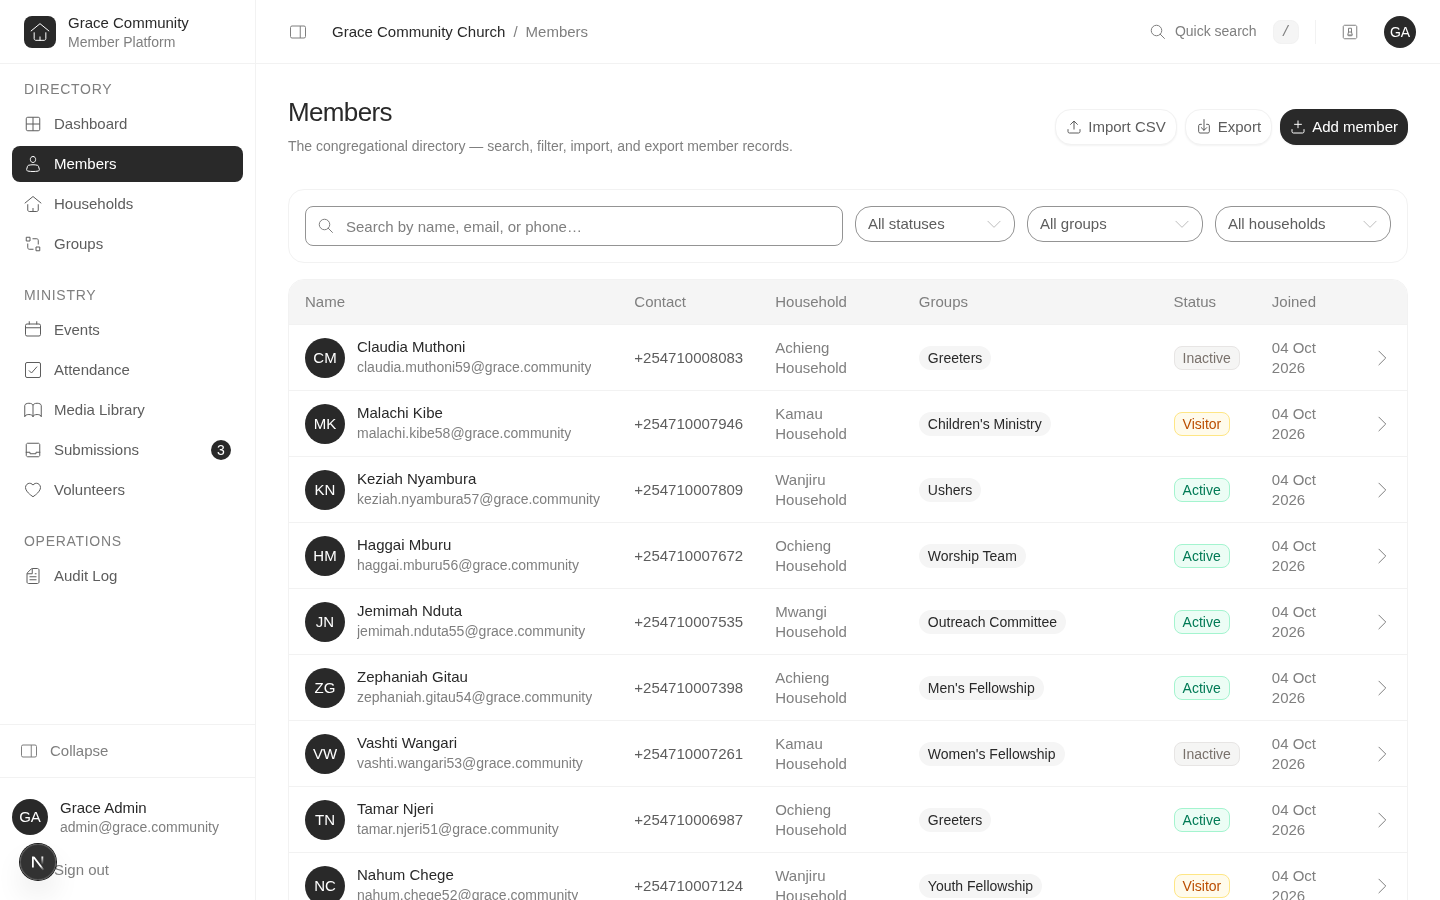 Grace Community
Member Platform
DIRECTORY
Dashboard
Members
Households
Groups
MINISTRY
Events
Attendance
Media Library
Submissions 3
Volunteers
OPERATIONS
Audit Log
Collapse
GA Grace Admin
admin@grace.community
N Sign out
Grace Community Church / Members
Quick search /
GA
Members
The congregational directory — search, filter, import, and export member records.
Import CSV Export Add member
Search by name, email, or phone… All statuses All groups All households
Name Contact Household Groups Status Joined
CM Claudia Muthoni
claudia.muthoni59@grace.community
+254710008083
Achieng
Household
Greeters
Inactive
04 Oct
2026
MK Malachi Kibe
malachi.kibe58@grace.community
+254710007946
Kamau
Household
Children's Ministry
Visitor
04 Oct
2026
KN Keziah Nyambura
keziah.nyambura57@grace.community
+254710007809
Wanjiru
Household
Ushers
Active
04 Oct
2026
HM Haggai Mburu
haggai.mburu56@grace.community
+254710007672
Ochieng
Household
Worship Team
Active
04 Oct
2026
JN Jemimah Nduta
jemimah.nduta55@grace.community
+254710007535
Mwangi
Household
Outreach Committee
Active
04 Oct
2026
ZG Zephaniah Gitau
zephaniah.gitau54@grace.community
+254710007398
Achieng
Household
Men's Fellowship
Active
04 Oct
2026
VW Vashti Wangari
vashti.wangari53@grace.community
+254710007261
Kamau
Household
Women's Fellowship
Inactive
04 Oct
2026
TN Tamar Njeri
tamar.njeri51@grace.community
+254710006987
Ochieng
Household
Greeters
Active
04 Oct
2026
NC Nahum Chege
nahum.chege52@grace.community
+254710007124
Wanjiru
Household
Youth Fellowship
Visitor
04 Oct
2026